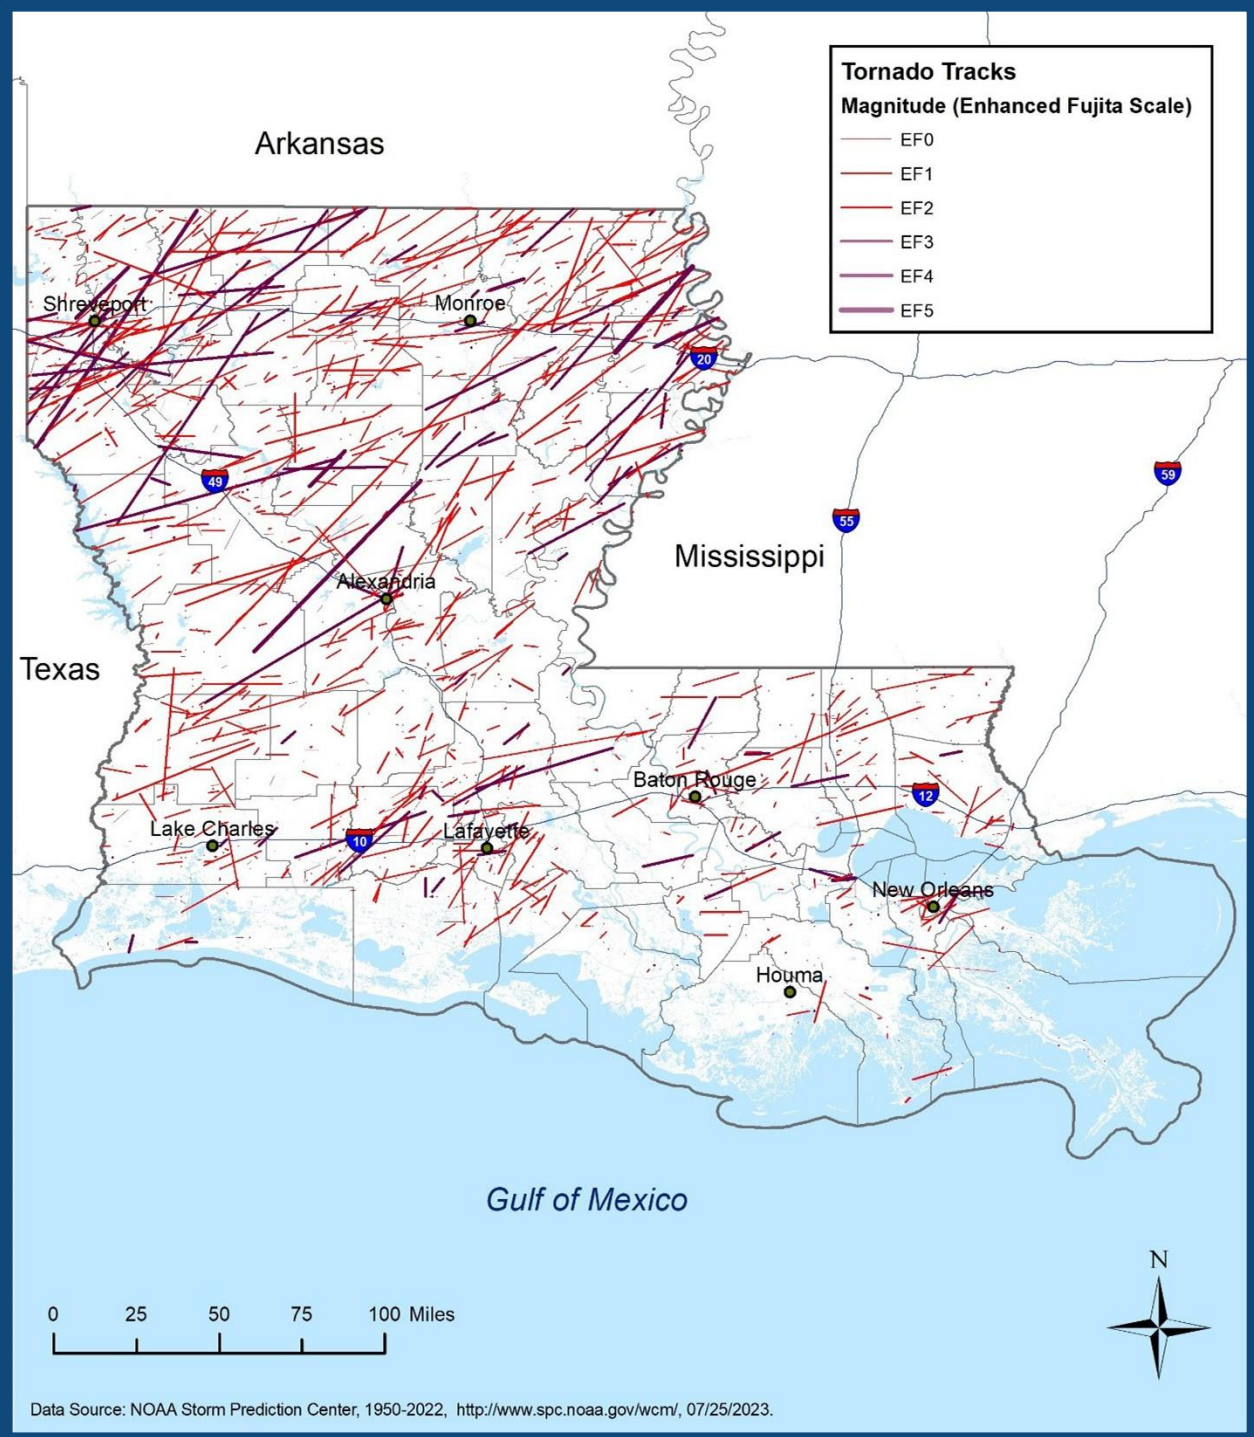 Tornado Tracks
Magnitude (Enhanced Fujita Scale)
EF0
EF1
EF2
EF3
EF4
EF5
Arkansas
Shreveport
Monroe
20
49
59
55
Mississippi
Alexandria
Texas
Baton Rouge
12
Lake Charles
10
Lafayette
New Orleans
Houma
Gulf of Mexico
N
0 25 50 75 100 Miles
Data Source: NOAA Storm Prediction Center, 1950-2022, http://www.spc.noaa.gov/wcm/, 07/25/2023.